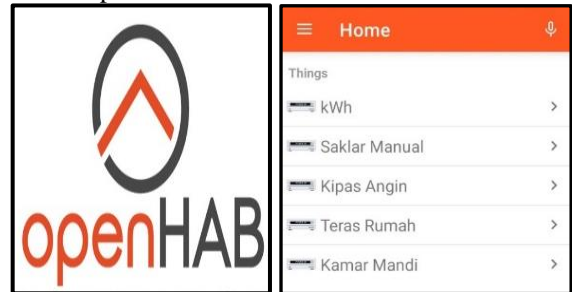 openHAB
Home
Things
kWh
Saklar Manual
Kipas Angin
Teras Rumah
Kamar Mandi